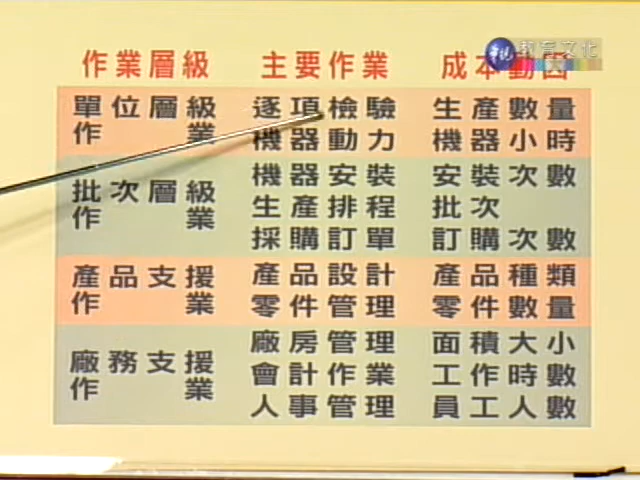 華視 教育文化
作業層級 主要作業 成本動因
單位層級作業 逐項檢驗 生產數量
機器動力 機器小時
批次層級作業 機器安裝 安裝次數
生產排程 批次
採購訂單 訂購次數
產品支援作業 產品設計 產品種類
零件管理 零件數量
廠務支援作業 廠房管理 面積大小
會計作業 工作時數
人事管理 員工人數